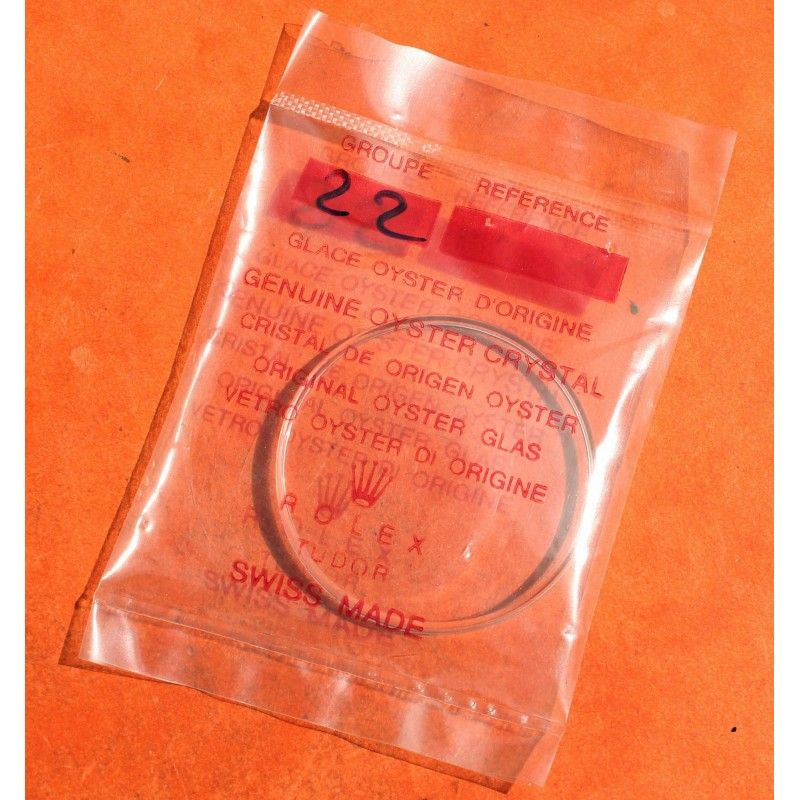 GROUPE REFERENCE
22
GLACE OYSTER D'ORIGINE
GENUINE OYSTER CRYSTAL
CRISTAL DE ORIGEN OYSTER
ORIGINAL OYSTER GLAS
VETRO OYSTER DI ORIGINE
ROLEX
TUDOR
SWISS MADE